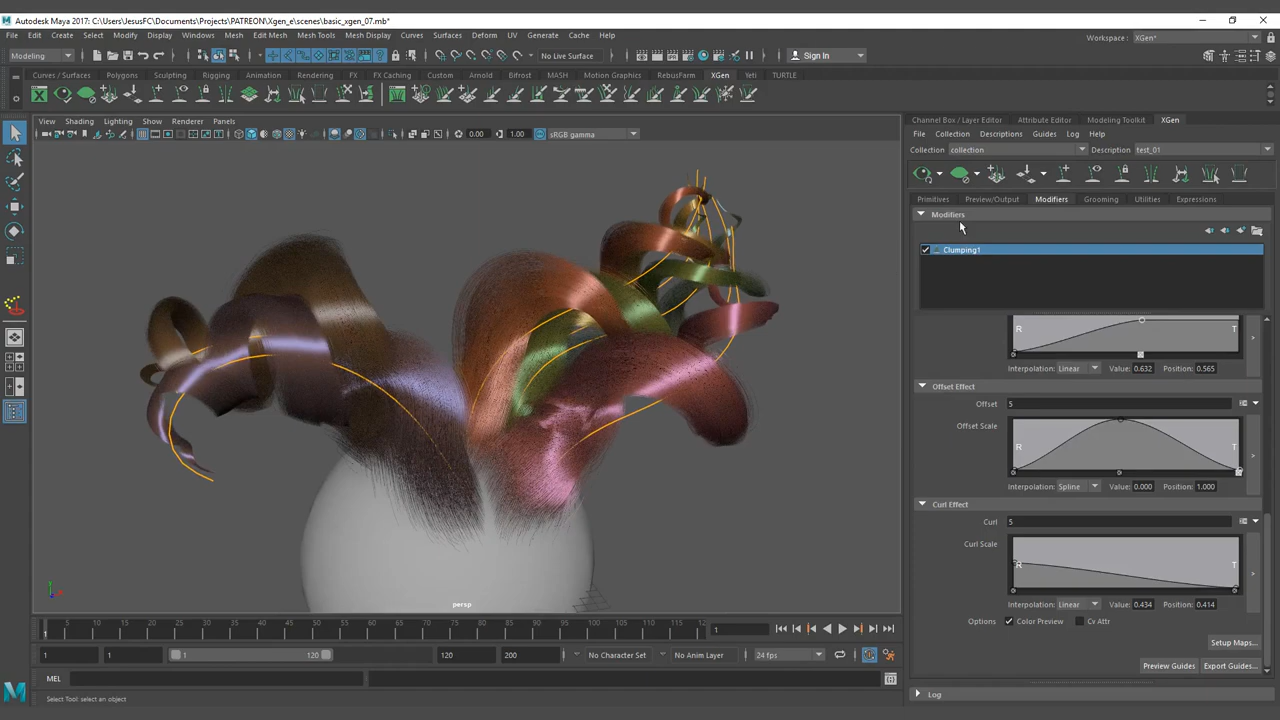 Autodesk Maya 2017: C:\Users\JesusFC\Documents\Projects\PATREON\Xgen_e\scenes\basic_xgen_07.mb*
File Edit Create Select Modify Display Windows Mesh Edit Mesh Mesh Tools Mesh Display Curves Surfaces Deform UV Generate Cache Help
Workspace : XGen*
Modeling No Live Surface Sign In
Curves / Surfaces Polygons Sculpting Rigging Animation Rendering FX FX Caching Custom Arnold Bifrost MASH Motion Graphics RebusFarm XGen Yeti TURTLE
View Shading Lighting Show Renderer Panels
0.00 1.00 sRGB gamma
Channel Box / Layer Editor Attribute Editor Modeling Toolkit XGen
File Collection Descriptions Guides Log Help
Collection collection Description test_01
Primitives Preview/Output Modifiers Grooming Utilities Expressions
Modifiers
Clumping1
R T
Interpolation: Linear Value: 0.632 Position: 0.565
Offset Effect
Offset 5
Offset Scale
R T
Interpolation: Spline Value: 0.000 Position: 1.000
Curl Effect
Curl 5
Curl Scale
R T
Interpolation: Linear Value: 0.434 Position: 0.414
Options Color Preview Cv Attr
Setup Maps...
Preview Guides Export Guides...
Log
persp
5 10 15 20 25 30 35 40 45 50 55 60 65 70 75 80 85 90 95 100 105 110 115 12
1
1
1 1 1 120 120 200 No Character Set No Anim Layer 24 fps
MEL
Select Tool: select an object